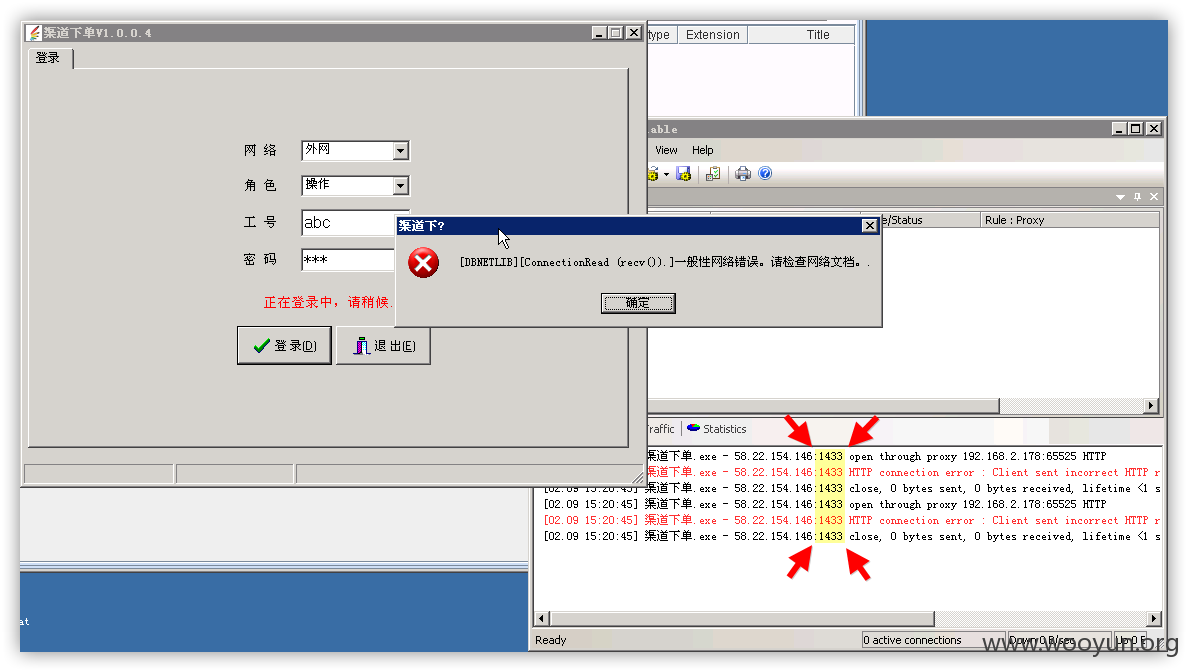 渠道下单V1.0.0.4
登录
网 络
外网
角 色
操作
工 号
abc
密 码
***
正在登录中，请稍候.
登 录(D)
退 出(E)
type
Extension
Title
able
View
Help
e/Status
Rule : Proxy
渠道下?
[DBNETLIB][ConnectionRead (recv()).]一般性网络错误。请检查网络文档。.
确定
raffic
Statistics
渠道下单.exe - 58.22.154.146:1433 open through proxy 192.168.2.178:65525 HTTP
渠道下单.exe - 58.22.154.146:1433 HTTP connection error : Client sent incorrect HTTP r
[02.09 15:20:45] 渠道下单.exe - 58.22.154.146:1433 close, 0 bytes sent, 0 bytes received, lifetime <1 s
[02.09 15:20:45] 渠道下单.exe - 58.22.154.146:1433 open through proxy 192.168.2.178:65525 HTTP
[02.09 15:20:45] 渠道下单.exe - 58.22.154.146:1433 HTTP connection error : Client sent incorrect HTTP r
[02.09 15:20:45] 渠道下单.exe - 58.22.154.146:1433 close, 0 bytes sent, 0 bytes received, lifetime <1 s
at
Ready
0 active connections
Down 0 B/sec
Up 0 B
www.wooyun.org